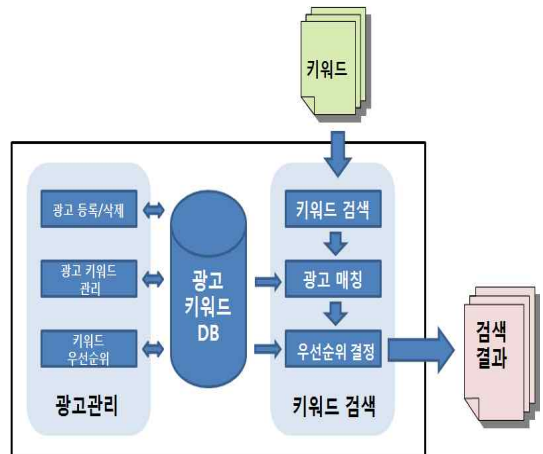 키워드
광고 등록/삭제
광고 키워드
관리
키워드
우선순위
광고관리
광고
키워드
DB
키워드 검색
광고 매칭
우선순위 결정
키워드 검색
검색
결과